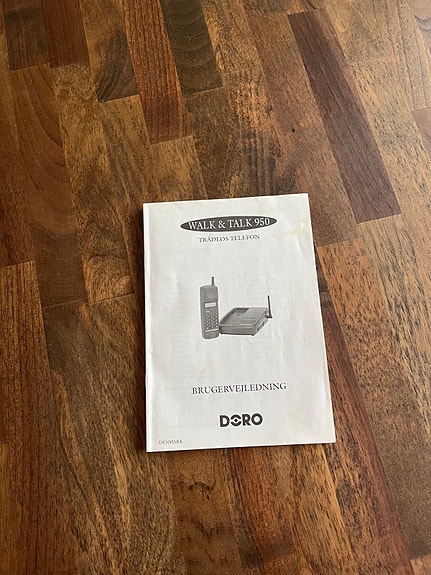 WALK & TALK 950
TRÅDLØS TELEFON
BRUGERVEJLEDNING
DORO
DENMARK